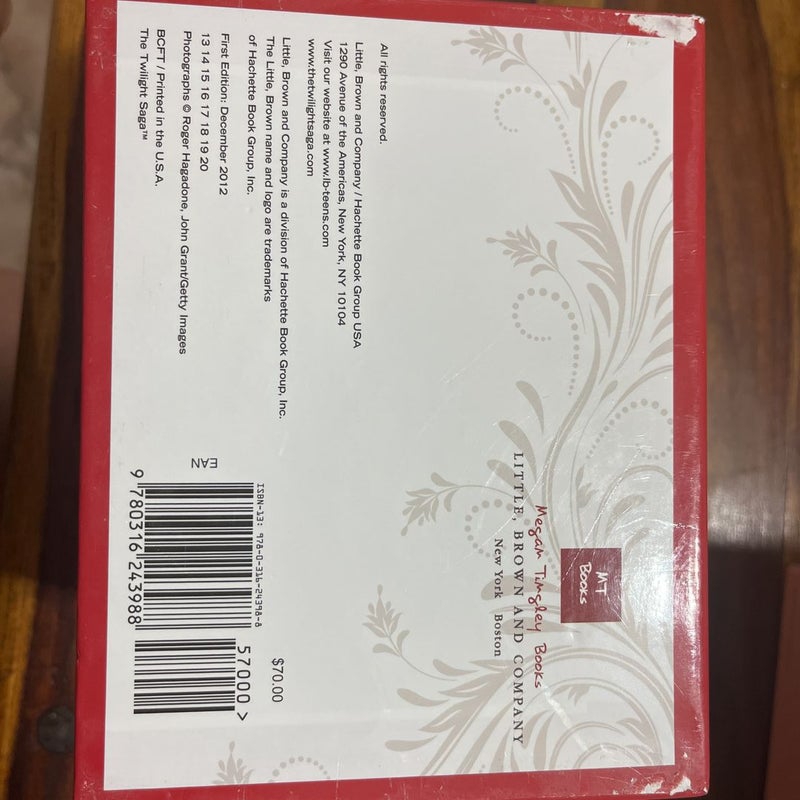 MT
Books
Megan Tingley Books
LITTLE, BROWN AND COMPANY
New York Boston
All rights reserved.
Little, Brown and Company / Hachette Book Group USA
1290 Avenue of the Americas, New York, NY 10104
Visit our website at www.lb-teens.com
www.thetwilightsaga.com
Little, Brown and Company is a division of Hachette Book Group, Inc.
The Little, Brown name and logo are trademarks
of Hachette Book Group, Inc.
First Edition: December 2012
13 14 15 16 17 18 19 20
Photographs © Roger Hagadone, John Grant/Getty Images
BCFT / Printed in the U.S.A.
The Twilight Saga™
$70.00
ISBN-13: 978-0-316-24398-8
EAN
9 780316 243988
57000 >